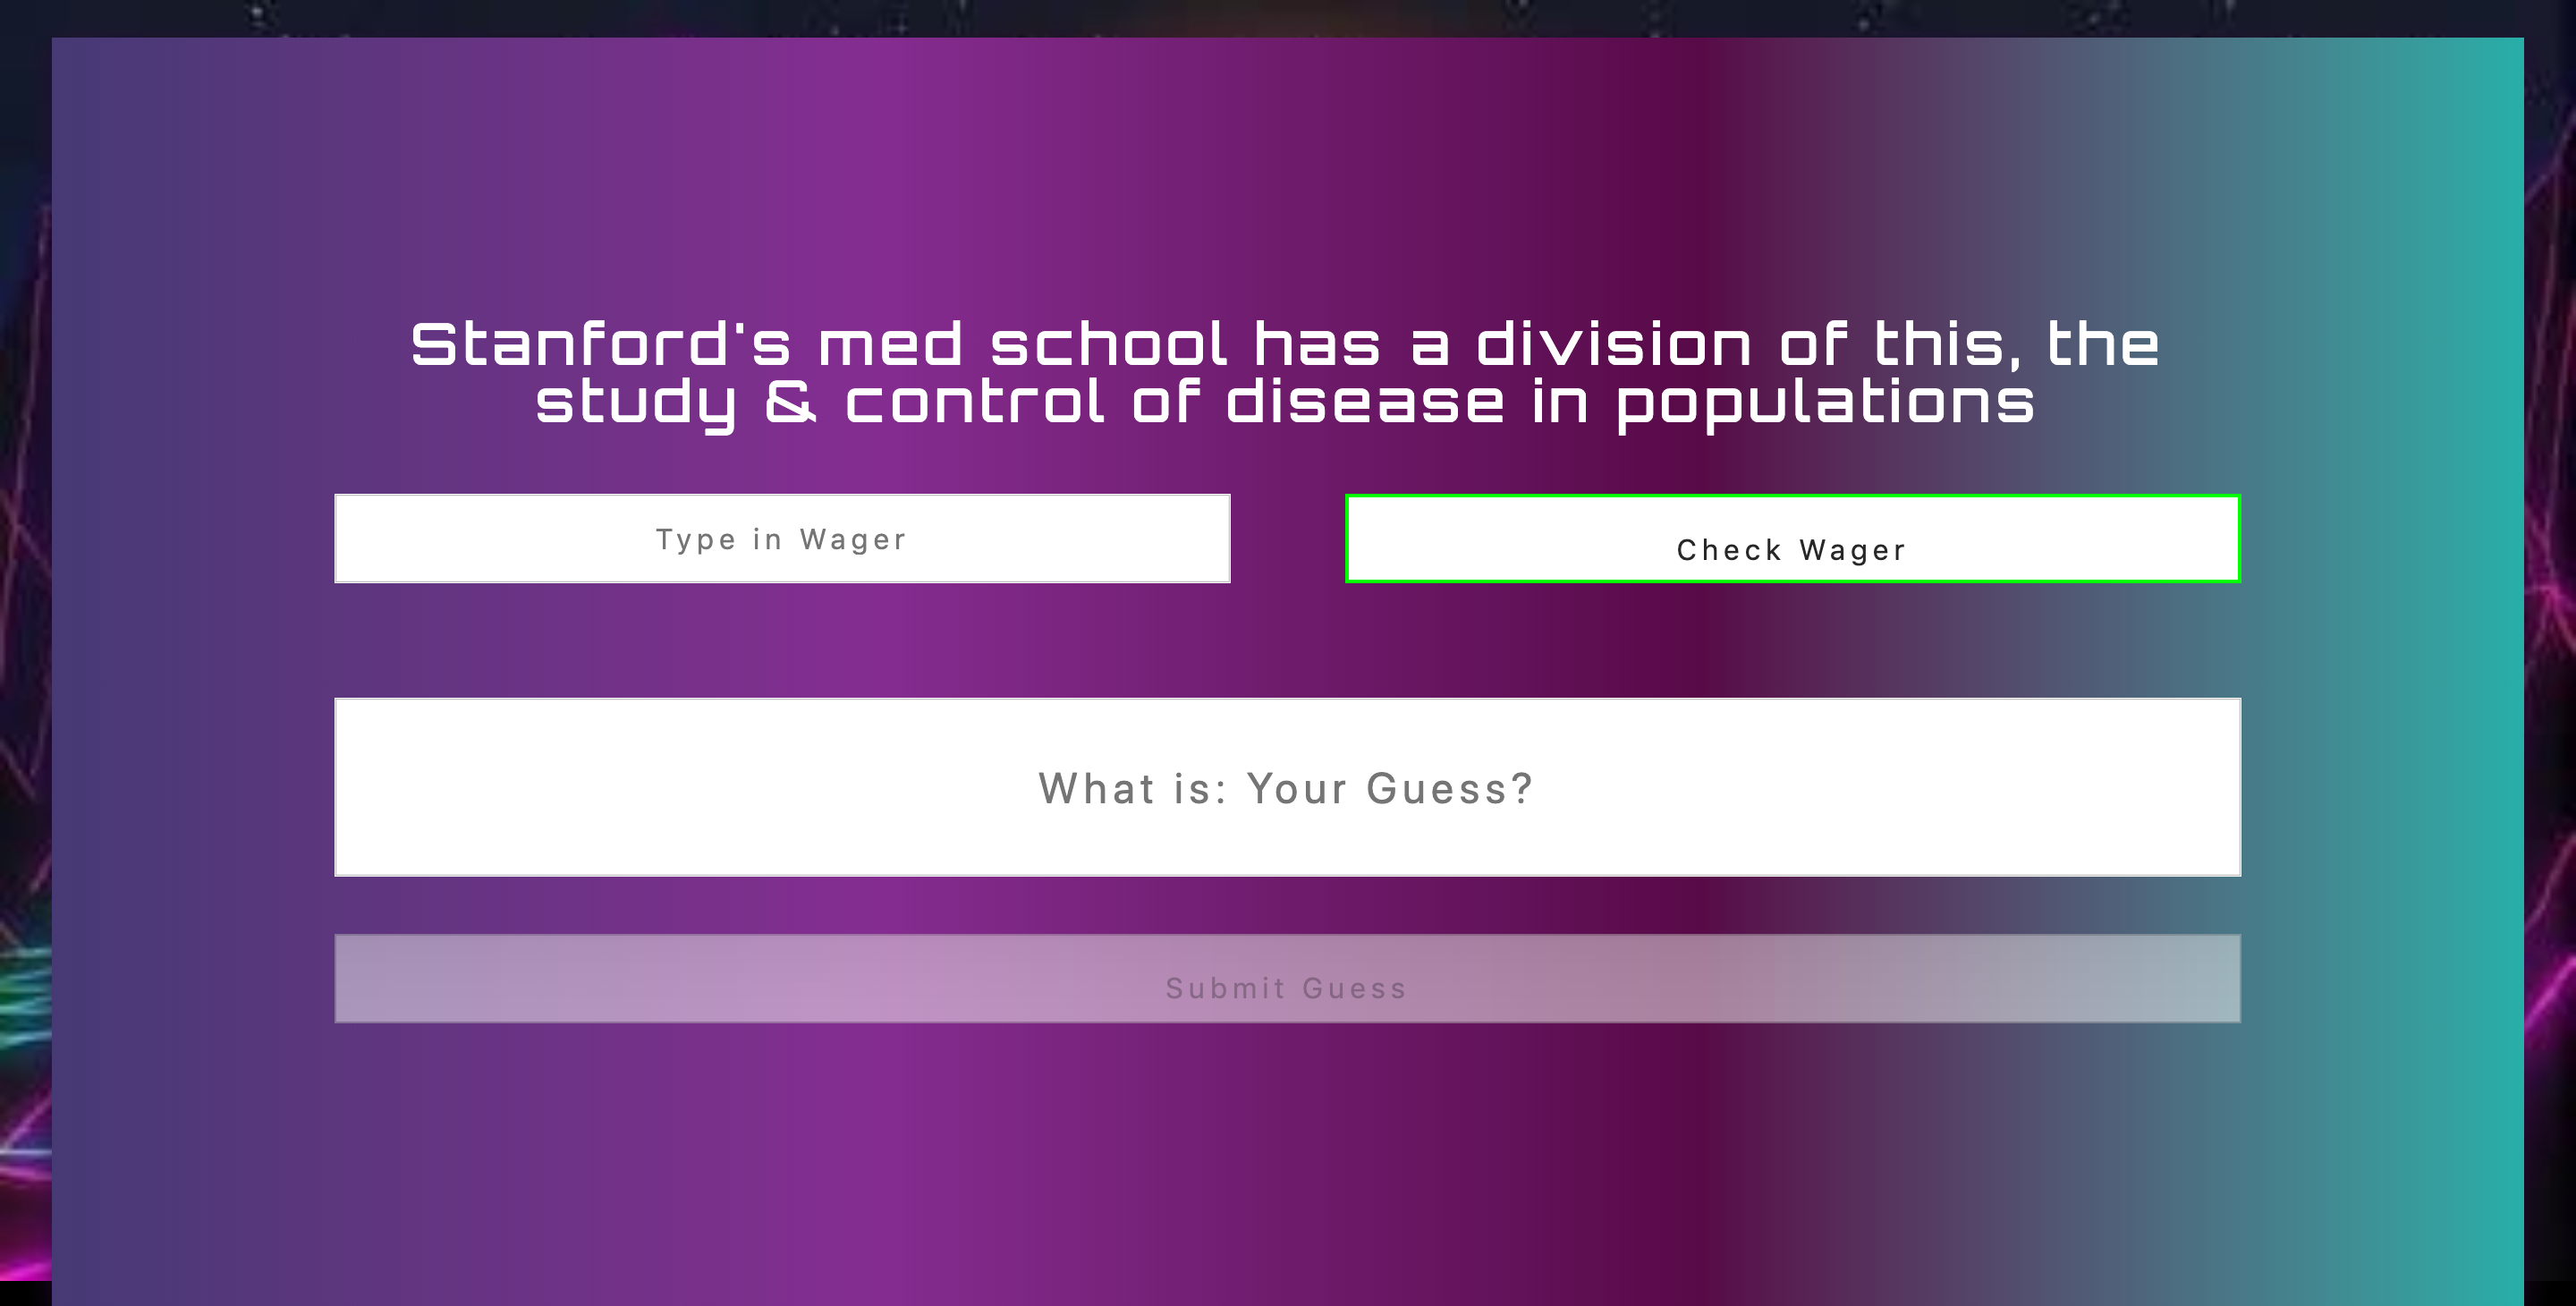 Stanford's med school has a division of this, the
study & control of disease in populations
Type in Wager
Check Wager
What is: Your Guess?
Submit Guess